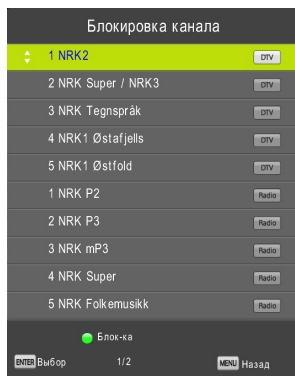 Блокировка канала
1 NRK2 DTV
2 NRK Super / NRK3 DTV
3 NRK Tegnspråk DTV
4 NRK1 Østafjells DTV
5 NRK1 Østfold DTV
1 NRK P2 Radio
2 NRK P3 Radio
3 NRK mP3 Radio
4 NRK Super Radio
5 NRK Folkemusikk Radio
Блок-ка
ENTER Выбор 1/2 MENU Назад